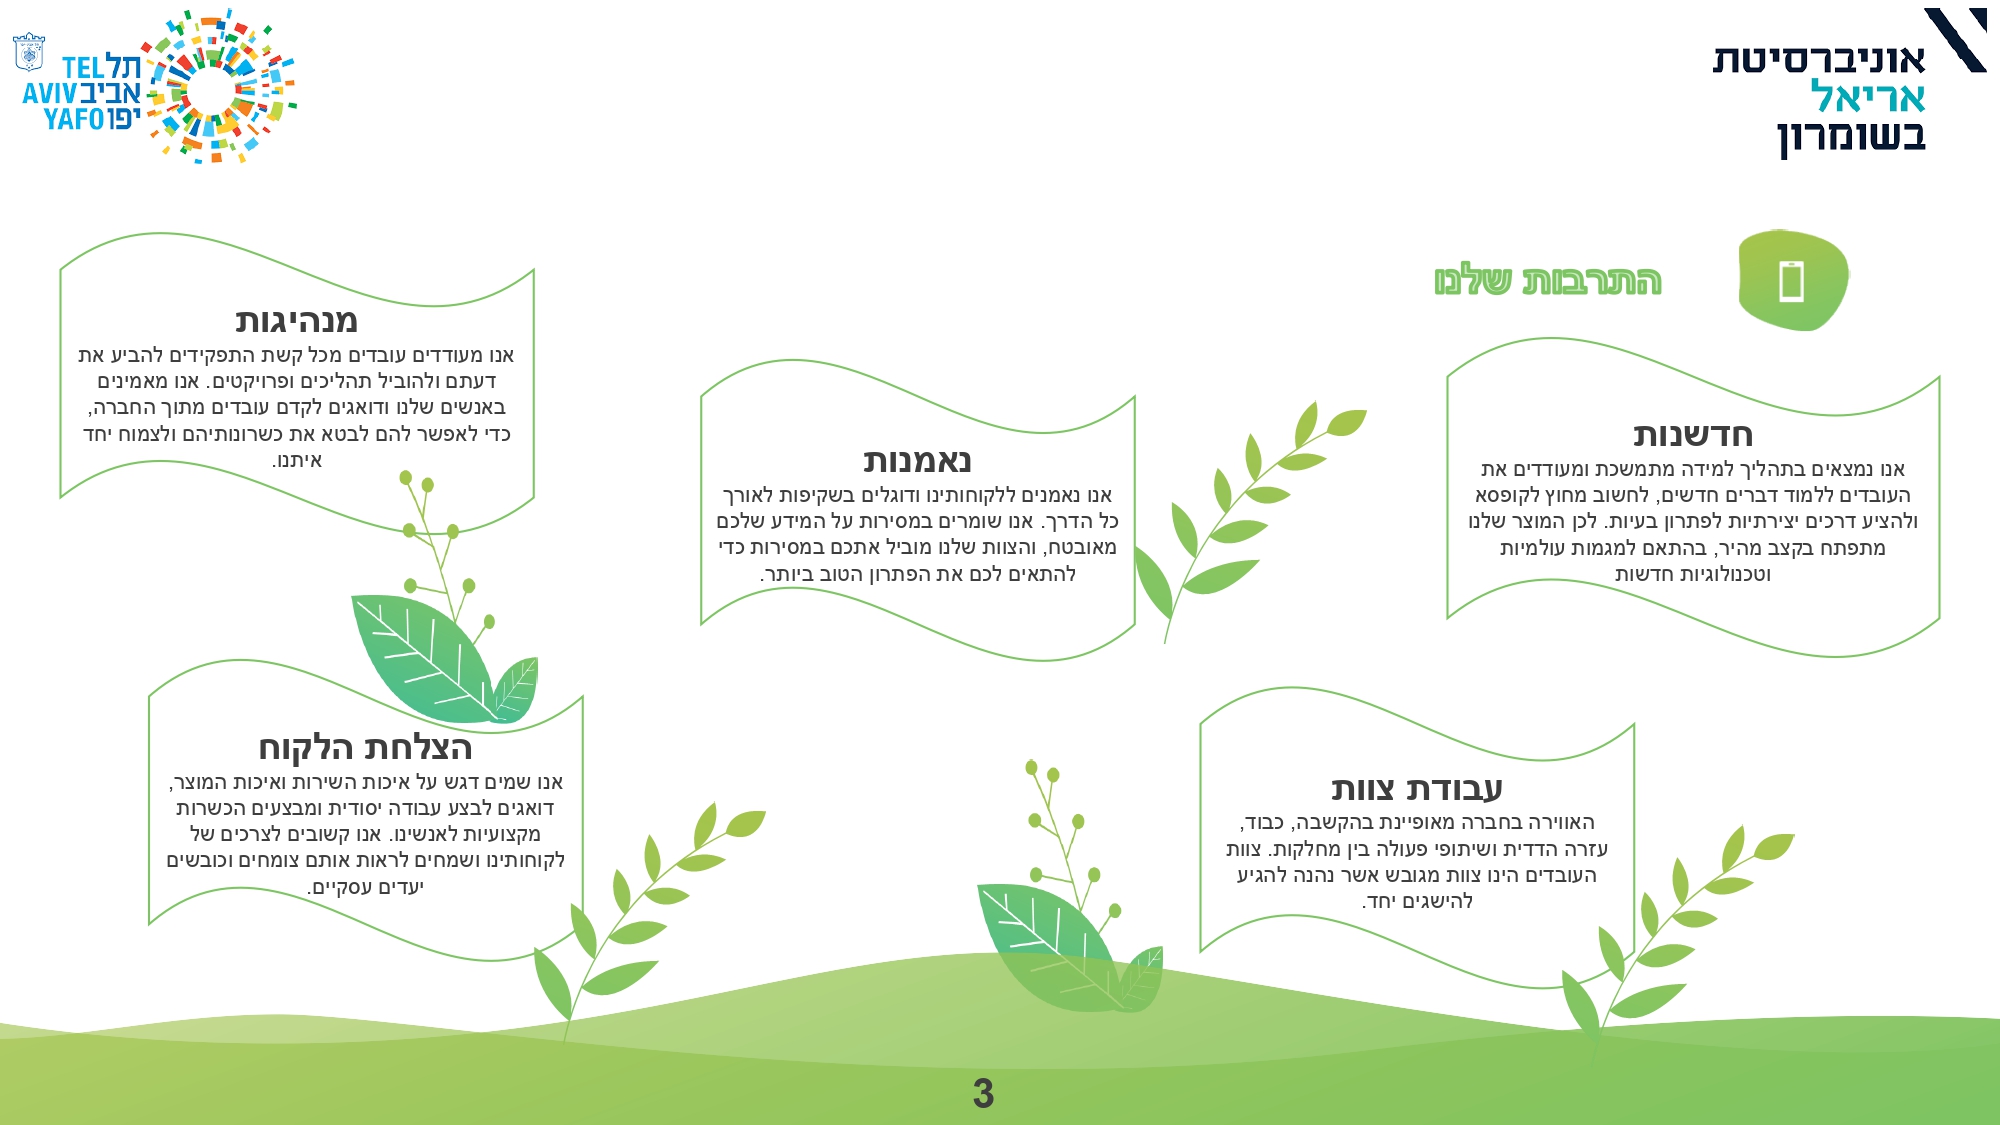 אוניברסיטת
אריאל
בשומרון
תל TEL
אביב AVIV
יפו YAFO
התרבות שלנו
חדשנות
אנו נמצאים בתהליך למידה מתמשכת ומעודדים את
העובדים ללמוד דברים חדשים, לחשוב מחוץ לקופסא
ולהציע דרכים יצירתיות לפתרון בעיות. לכן המוצר שלנו
מתפתח בקצב מהיר, בהתאם למגמות עולמיות
וטכנולוגיות חדשות
נאמנות
אנו נאמנים ללקוחותינו ודוגלים בשקיפות לאורך
כל הדרך. אנו שומרים במסירות על המידע שלכם
מאובטח, והצוות שלנו מוביל אתכם במסירות כדי
להתאים לכם את הפתרון הטוב ביותר.
מנהיגות
אנו מעודדים עובדים מכל קשת התפקידים להביע את
דעתם ולהוביל תהליכים ופרויקטים. אנו מאמינים
באנשים שלנו ודואגים לקדם עובדים מתוך החברה,
כדי לאפשר להם לבטא את כשרונותיהם ולצמוח יחד
איתנו.
עבודת צוות
האווירה בחברה מאופיינת בהקשבה, כבוד,
עזרה הדדית ושיתופי פעולה בין מחלקות. צוות
העובדים הינו צוות מגובש אשר נהנה להגיע
להישגים יחד.
הצלחת הלקוח
אנו שמים דגש על איכות השירות ואיכות המוצר,
דואגים לבצע עבודה יסודית ומבצעים הכשרות
מקצועיות לאנשינו. אנו קשובים לצרכים של
לקוחותינו ושמחים לראות אותם צומחים וכובשים
יעדים עסקיים.
3